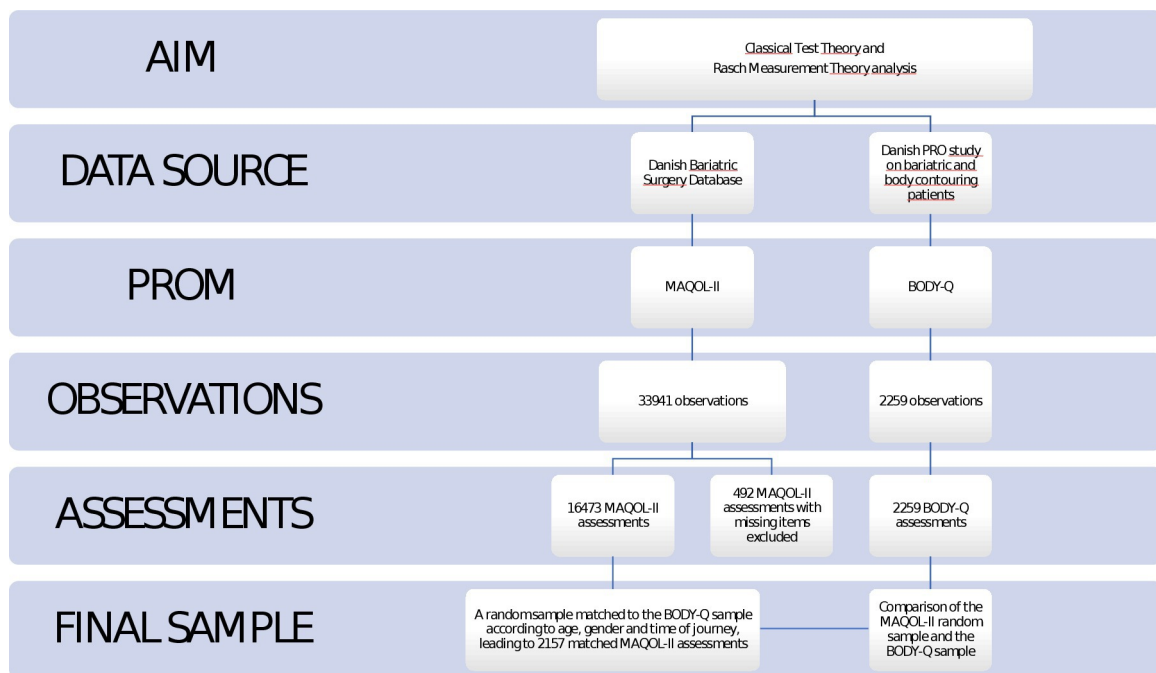 AIM
Classical Test Theory and
Rasch Measurement Theory analysis
DATA SOURCE
Danish Bariatric
Surgery Database
Danish PRO study
on bariatric and
body contouring
patients
PROM
MAQOL-II
BODY-Q
OBSERVATIONS
33941 observations
2259 observations
ASSESSMENTS
16473 MAQOL-II
assessments
492 MAQOL-II
assessments with
missing items
excluded
2259 BODY-Q
assessments
FINAL SAMPLE
A random sample matched to the BODY-Q sample
according to age, gender and time of journey,
leading to 2157 matched MAQOL-II assessments
Comparison of the
MAQOL-II random
sample and the
BODY-Q sample